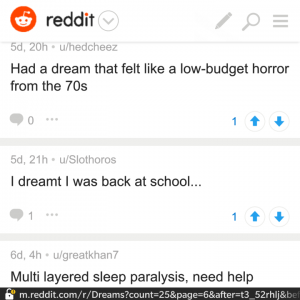 reddit
5d, 20h • u/hedcheez
Had a dream that felt like a low-budget horror
from the 70s
0 ••• 1
5d, 21h • u/Slothoros
I dreamt I was back at school...
1 ••• 1
6d, 4h • u/greatkhan7
Multi layered sleep paralysis, need help
m.reddit.com/r/Dreams?count=25&page=6&after=t3_52rhlj&be